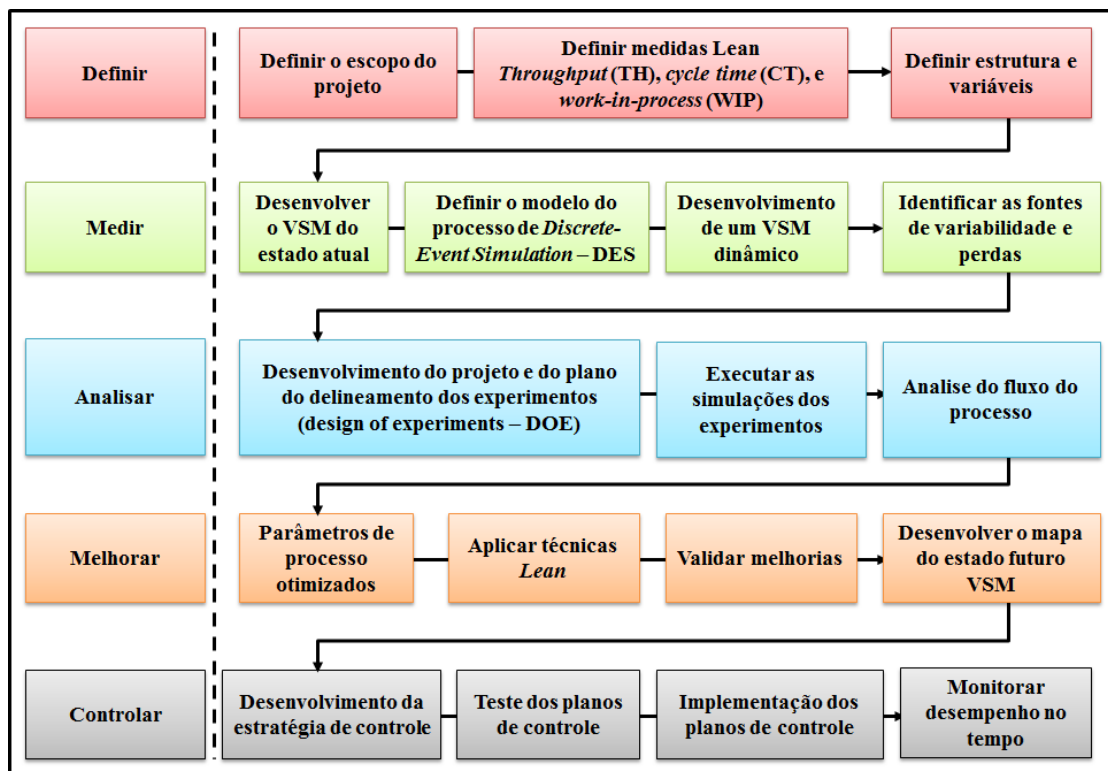 Definir
Definir o escopo do
projeto
Definir medidas Lean
Throughput (TH), cycle time (CT), e
work-in-process (WIP)
Definir estrutura e
variáveis
Medir
Desenvolver
o VSM do
estado atual
Definir o modelo do
processo de Discrete-
Event Simulation – DES
Desenvolvimento
de um VSM
dinâmico
Identificar as fontes
de variabilidade e
perdas
Analisar
Desenvolvimento do projeto e do plano
do delineamento dos experimentos
(design of experiments – DOE)
Executar as
simulações dos
experimentos
Analise do fluxo do
processo
Melhorar
Parâmetros de
processo
otimizados
Aplicar técnicas
Lean
Validar melhorias
Desenvolver o mapa
do estado futuro
VSM
Controlar
Desenvolvimento da
estratégia de controle
Teste dos planos
de controle
Implementação dos
planos de controle
Monitorar
desempenho no
tempo